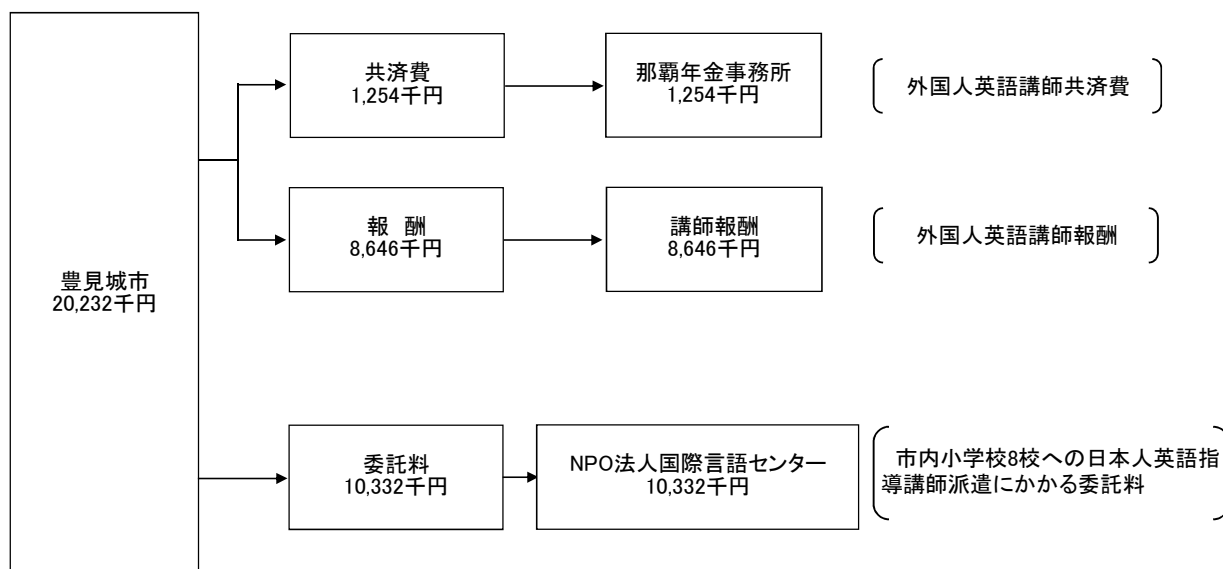 豊見城市
20,232千円
共済費
1,254千円
那覇年金事務所
1,254千円
外国人英語講師共済費
報　酬
8,646千円
講師報酬
8,646千円
外国人英語講師報酬
委託料
10,332千円
NPO法人国際言語センター
10,332千円
市内小学校8校への日本人英語指
導講師派遣にかかる委託料